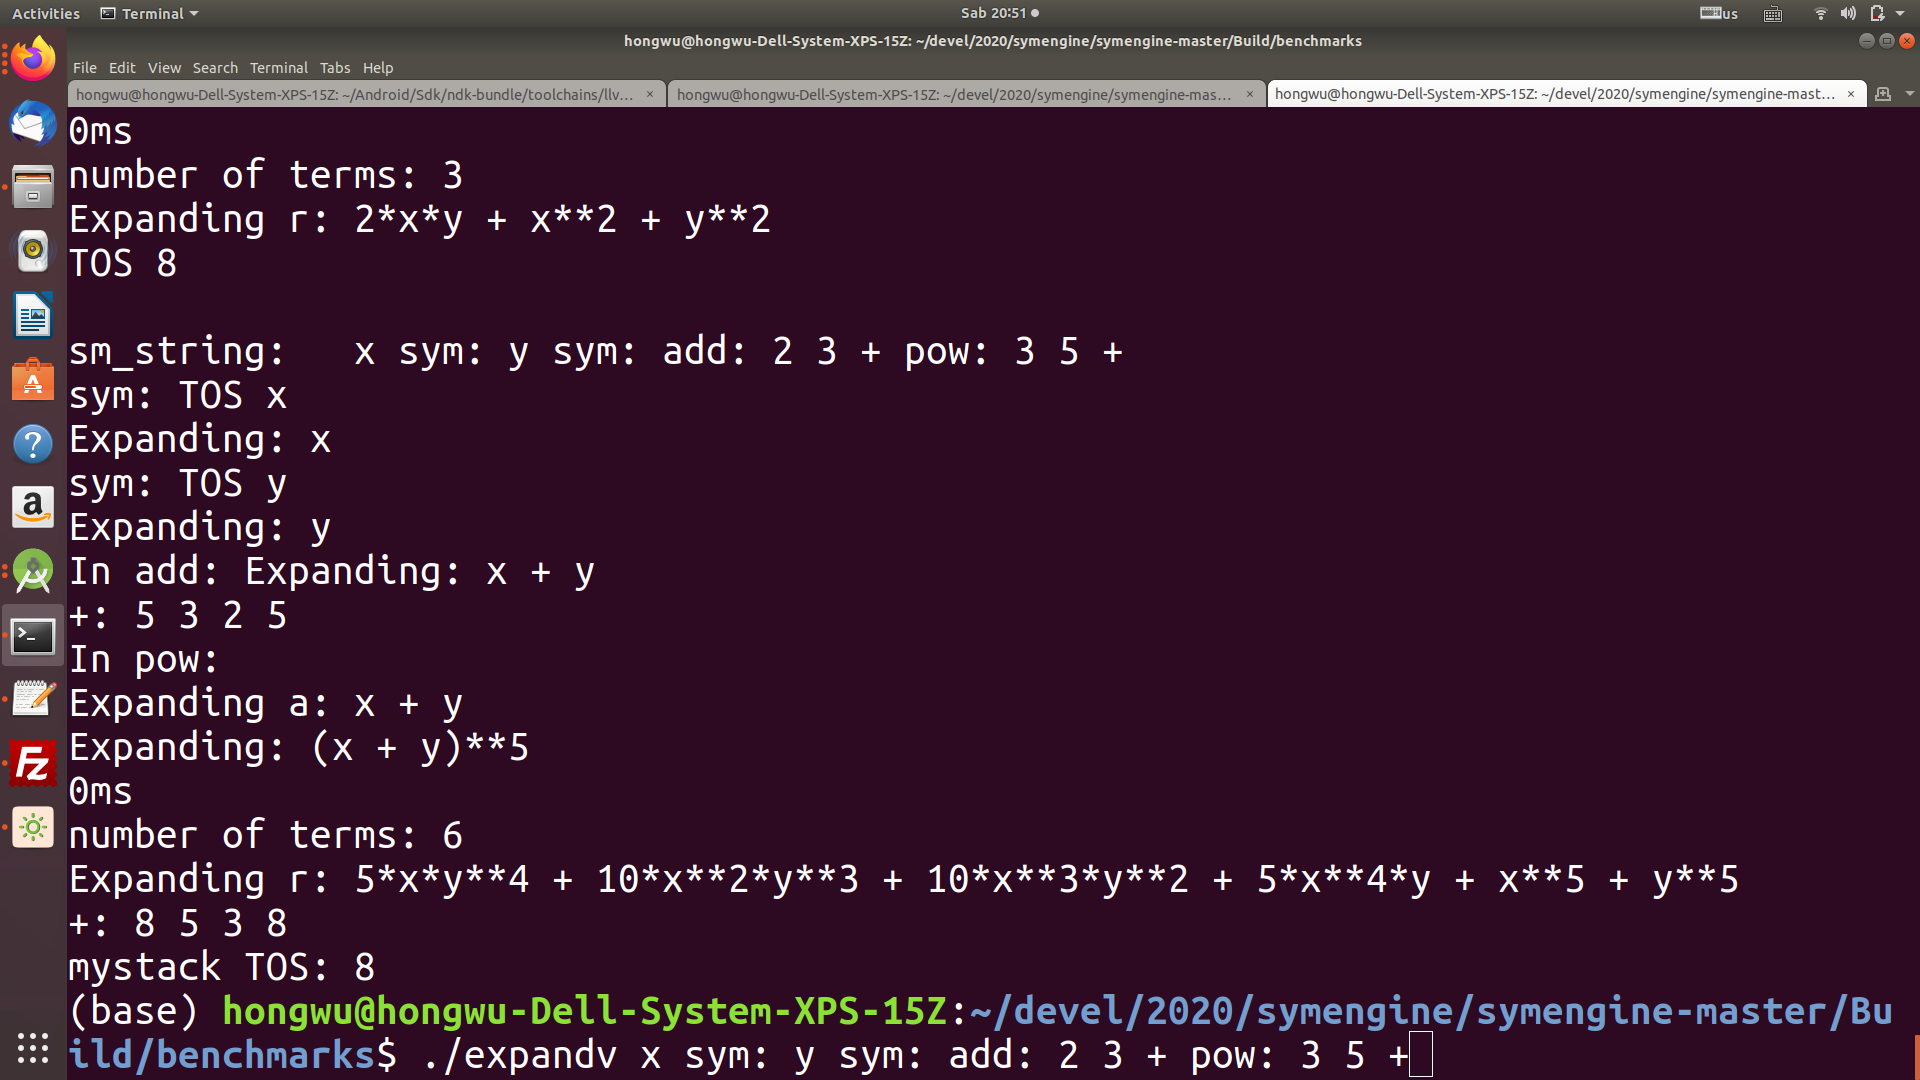 Activities Terminal Sab 20:51 us
hongwu@hongwu-Dell-System-XPS-15Z: ~/devel/2020/symengine/symengine-master/Build/benchmarks
File Edit View Search Terminal Tabs Help
hongwu@hongwu-Dell-System-XPS-15Z: ~/Android/Sdk/ndk-bundle/toolchains/llv... × hongwu@hongwu-Dell-System-XPS-15Z: ~/devel/2020/symengine/symengine-mas... × hongwu@hongwu-Dell-System-XPS-15Z: ~/devel/2020/symengine/symengine-mast... ×
0ms
number of terms: 3
Expanding r: 2*x*y + x**2 + y**2
TOS 8
sm_string:   x sym: y sym: add: 2 3 + pow: 3 5 +
sym: TOS x
Expanding: x
sym: TOS y
Expanding: y
In add: Expanding: x + y
+: 5 3 2 5
In pow:
Expanding a: x + y
Expanding: (x + y)**5
0ms
number of terms: 6
Expanding r: 5*x*y**4 + 10*x**2*y**3 + 10*x**3*y**2 + 5*x**4*y + x**5 + y**5
+: 8 5 3 8
mystack TOS: 8
(base) hongwu@hongwu-Dell-System-XPS-15Z:~/devel/2020/symengine/symengine-master/Bu
ild/benchmarks$ ./expandv x sym: y sym: add: 2 3 + pow: 3 5 +